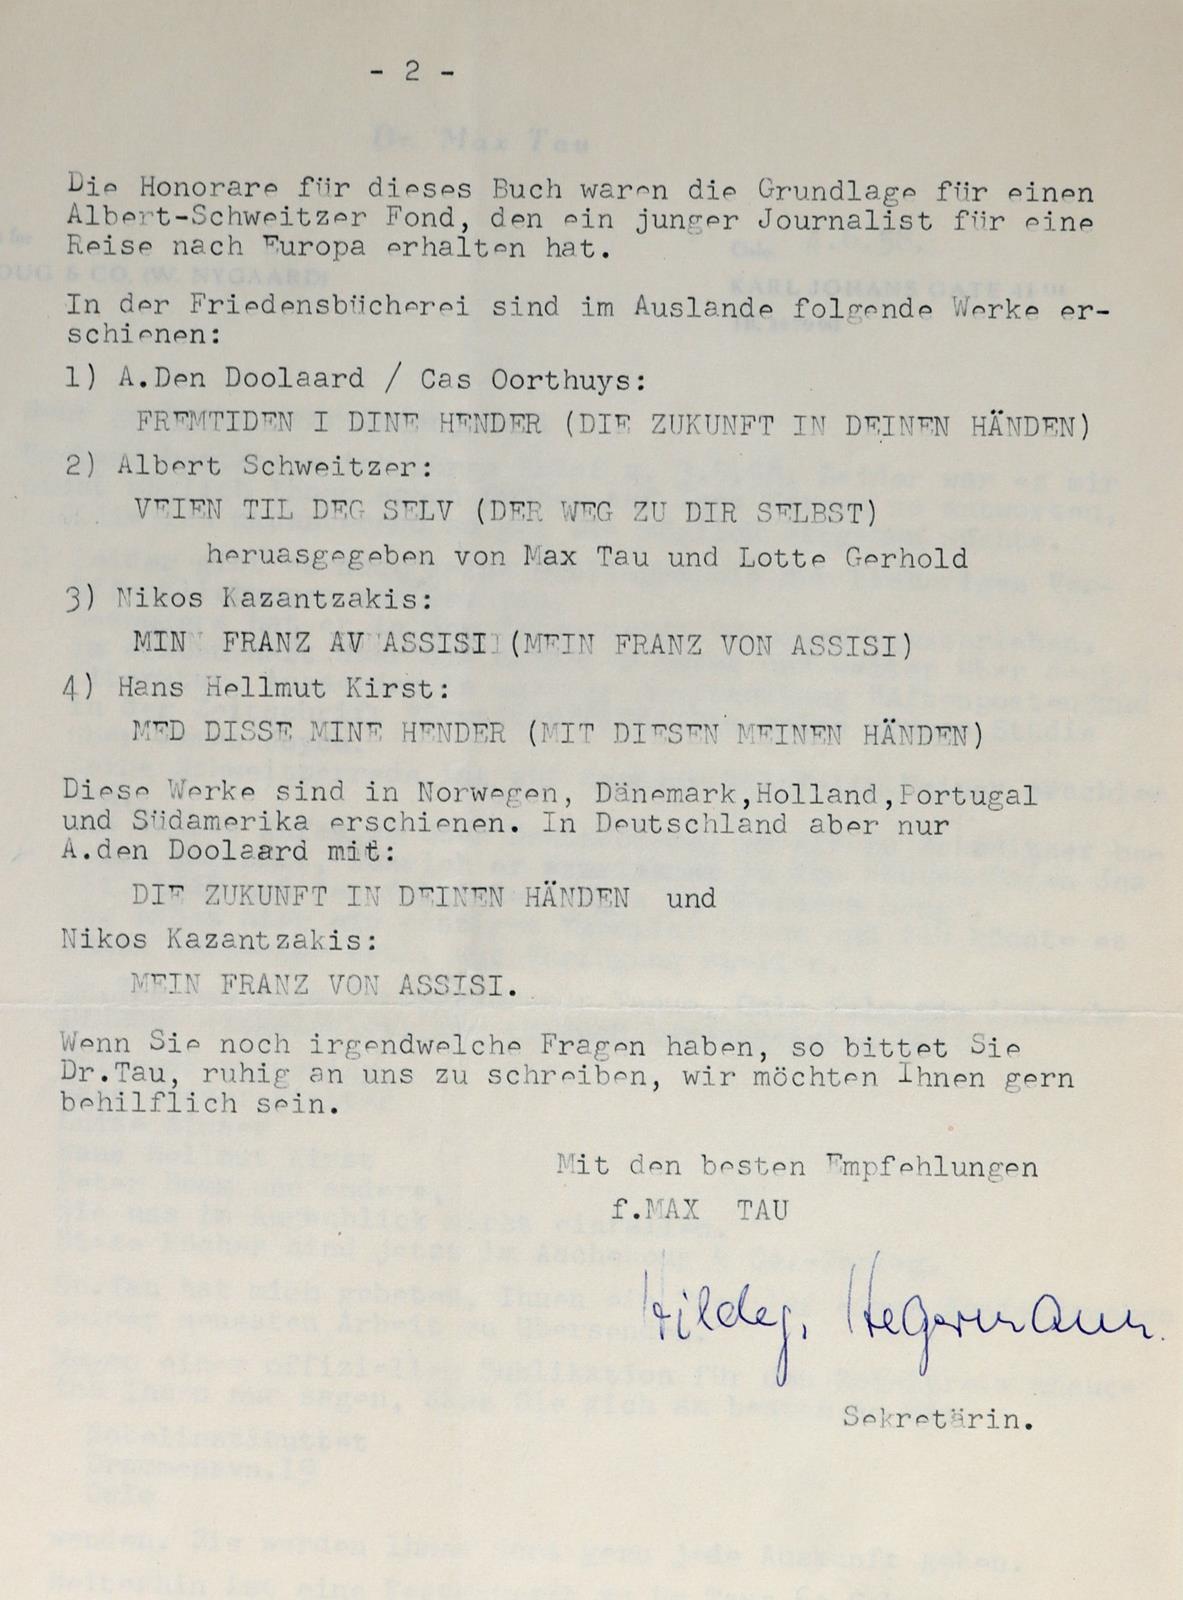 - 2 -
Die Honorare für dieses Buch waren die Grundlage für einen
Albert-Schweitzer Fond, den ein junger Journalist für eine
Reise nach Europa erhalten hat.
In der Friedensbücherei sind im Auslande folgende Werke er-
schienen:
1) A.Den Doolaard / Cas Oorthuys:
FREMTIDEN I DINE HENDER (DIE ZUKUNFT IN DEINEN HÄNDEN)
2) Albert Schweitzer:
VEIEN TIL DEG SELV (DER WEG ZU DIR SELBST)
heruasgegeben von Max Tau und Lotte Gerhold
3) Nikos Kazantzakis:
MIN FRANZ AV ASSISI (MEIN FRANZ VON ASSISI)
4) Hans Hellmut Kirst:
MED DISSE MINE HENDER (MIT DIESEN MEINEN HÄNDEN)
Diese Werke sind in Norwegen, Dänemark,Holland,Portugal
und Südamerika erschienen. In Deutschland aber nur
A.den Doolaard mit:
DIE ZUKUNFT IN DEINEN HÄNDEN und
Nikos Kazantzakis:
MEIN FRANZ VON ASSISI.
Wenn Sie noch irgendwelche Fragen haben, so bittet Sie
Dr.Tau, ruhig an uns zu schreiben, wir möchten Ihnen gern
behilflich sein.
Mit den besten Empfehlungen
f.MAX TAU
Hildeg. Hegermann.
Sekretärin.